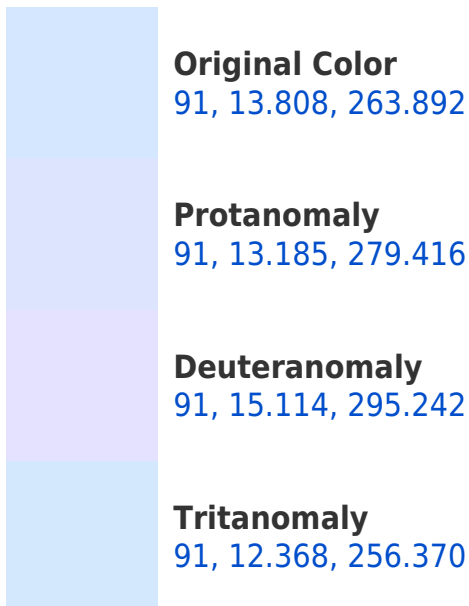 Original Color
91, 13.808, 263.892
Protanomaly
91, 13.185, 279.416
Deuteranomaly
91, 15.114, 295.242
Tritanomaly
91, 12.368, 256.370